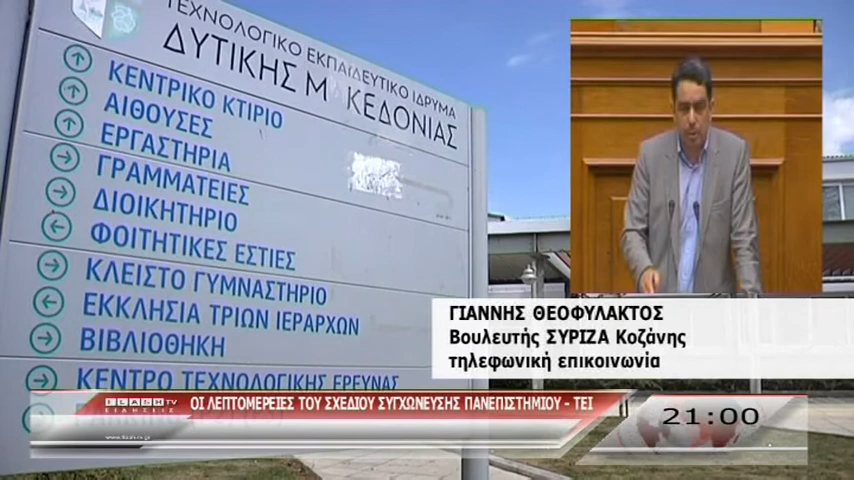 ΤΕΧΝΟΛΟΓΙΚΟ ΕΚΠΑΙΔΕΥΤΙΚΟ ΙΔΡΥΜΑ
ΔΥΤΙΚΗΣ ΜΑΚΕΔΟΝΙΑΣ
ΚΕΝΤΡΙΚΟ ΚΤΙΡΙΟ
ΑΙΘΟΥΣΕΣ
ΕΡΓΑΣΤΗΡΙΑ
ΓΡΑΜΜΑΤΕΙΕΣ
ΔΙΟΙΚΗΤΗΡΙΟ
ΦΟΙΤΗΤΙΚΕΣ ΕΣΤΙΕΣ
ΚΛΕΙΣΤΟ ΓΥΜΝΑΣΤΗΡΙΟ
ΕΚΚΛΗΣΙΑ ΤΡΙΩΝ ΙΕΡΑΡΧΩΝ
ΒΙΒΛΙΟΘΗΚΗ
ΚΕΝΤΡΟ ΤΕΧΝΟΛΟΓΙΚΗΣ ΕΡΕΥΝΑΣ
ΓΙΑΝΝΗΣ ΘΕΟΦΥΛΑΚΤΟΣ
Βουλευτής ΣΥΡΙΖΑ Κοζάνης
τηλεφωνική επικοινωνία
FLASH TV
ΕΙΔΗΣΕΙΣ
ΟΙ ΛΕΠΤΟΜΕΡΕΙΕΣ ΤΟΥ ΣΧΕΔΙΟΥ ΣΥΓΧΩΝΕΥΣΗΣ ΠΑΝΕΠΙΣΤΗΜΙΟΥ - ΤΕΙ
21:00